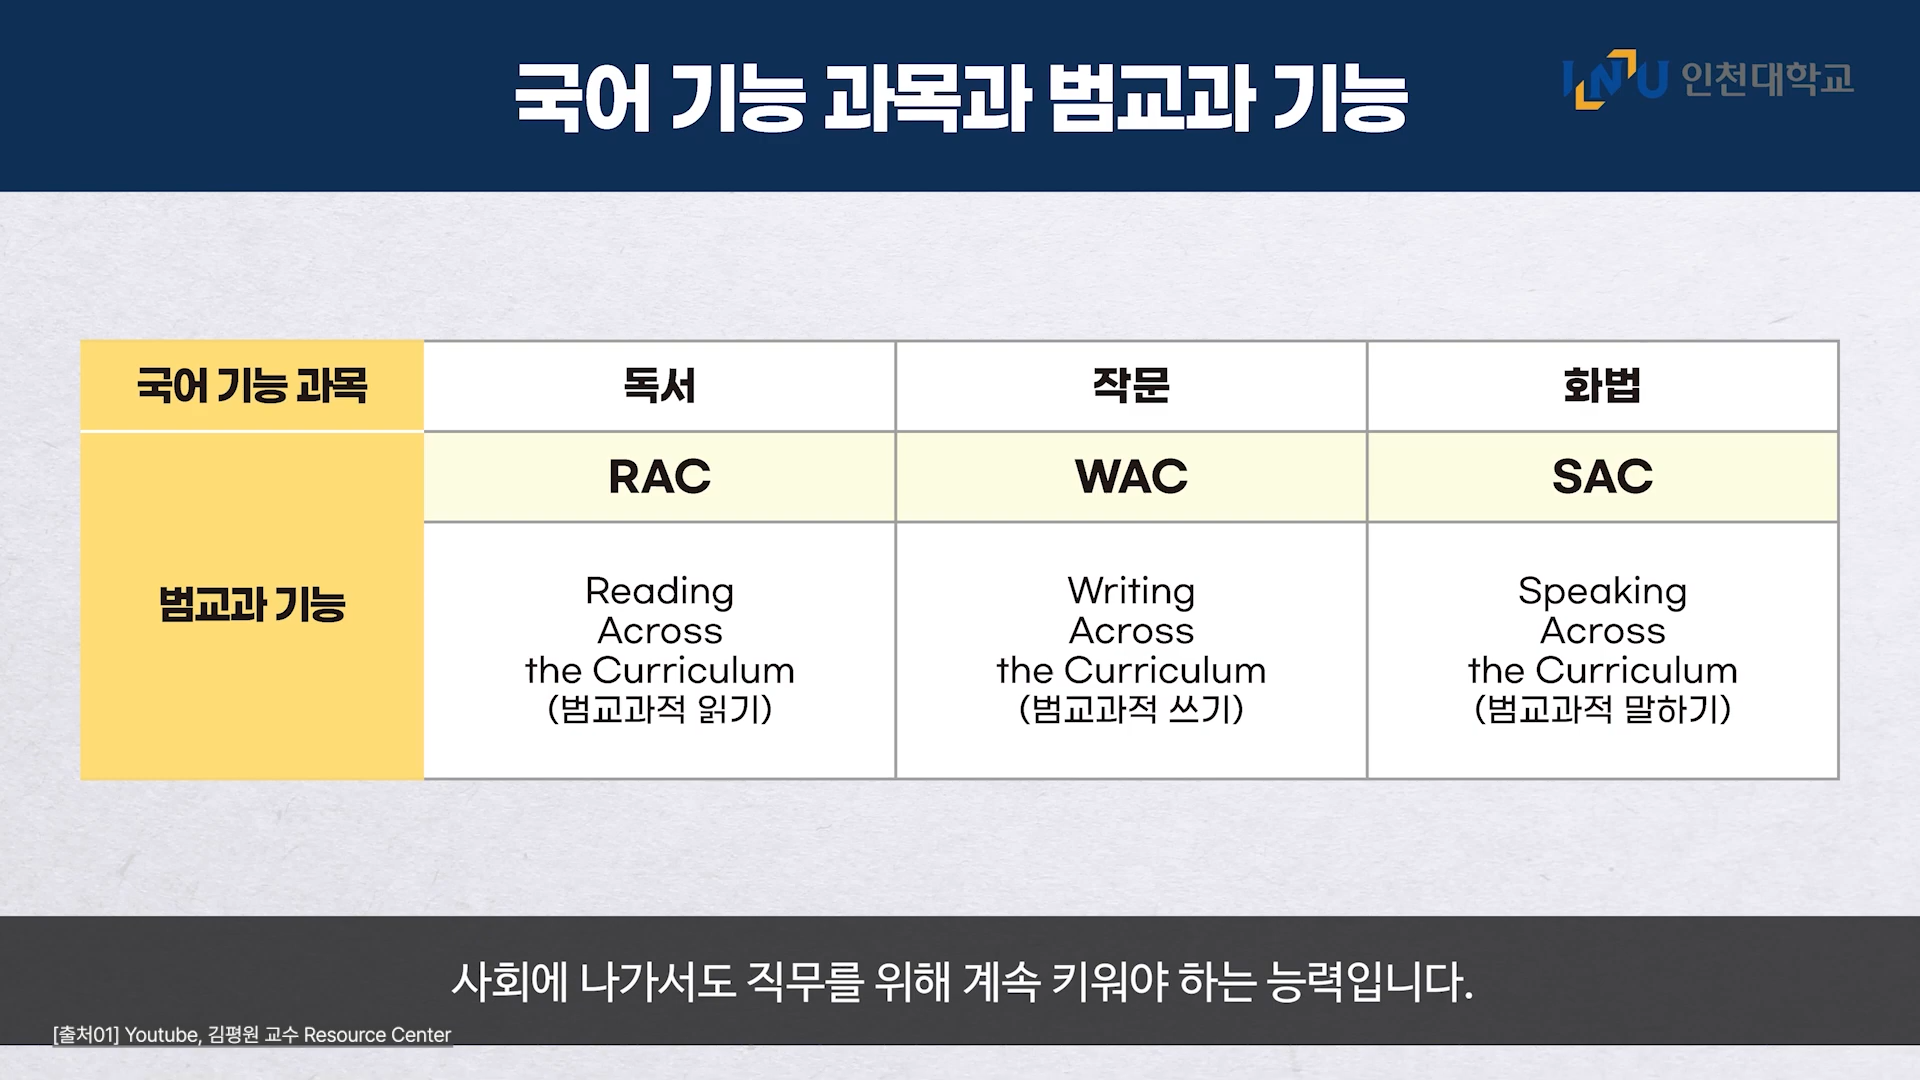 국어 기능 과목과 범교과 기능
INU 인천대학교
국어 기능 과목
독서
작문
화법
범교과 기능
RAC
WAC
SAC
Reading
Across
the Curriculum
(범교과적 읽기)
Writing
Across
the Curriculum
(범교과적 쓰기)
Speaking
Across
the Curriculum
(범교과적 말하기)
사회에 나가서도 직무를 위해 계속 키워야 하는 능력입니다.
[출처01] Youtube, 김평원 교수 Resource Center